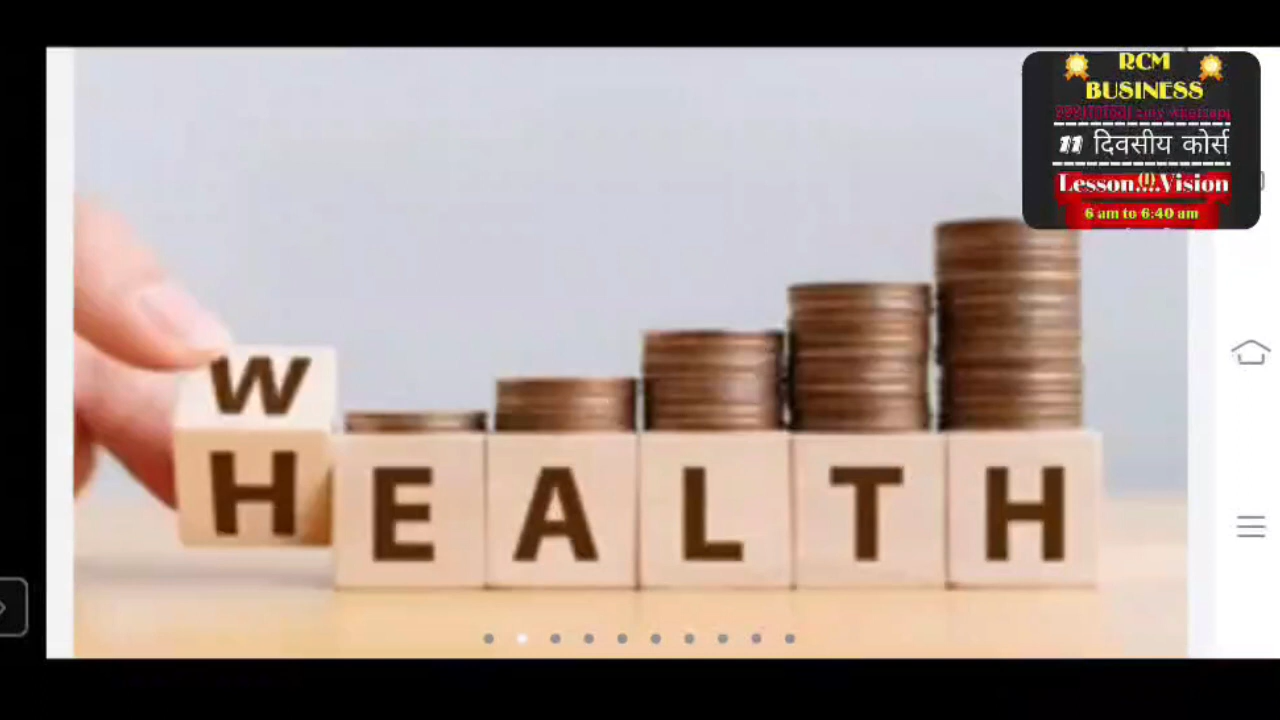 RCM
BUSINESS
11 दिवसीय कोर्स
Lesson....Vision
6 am to 6:40 am
W
HEALTH